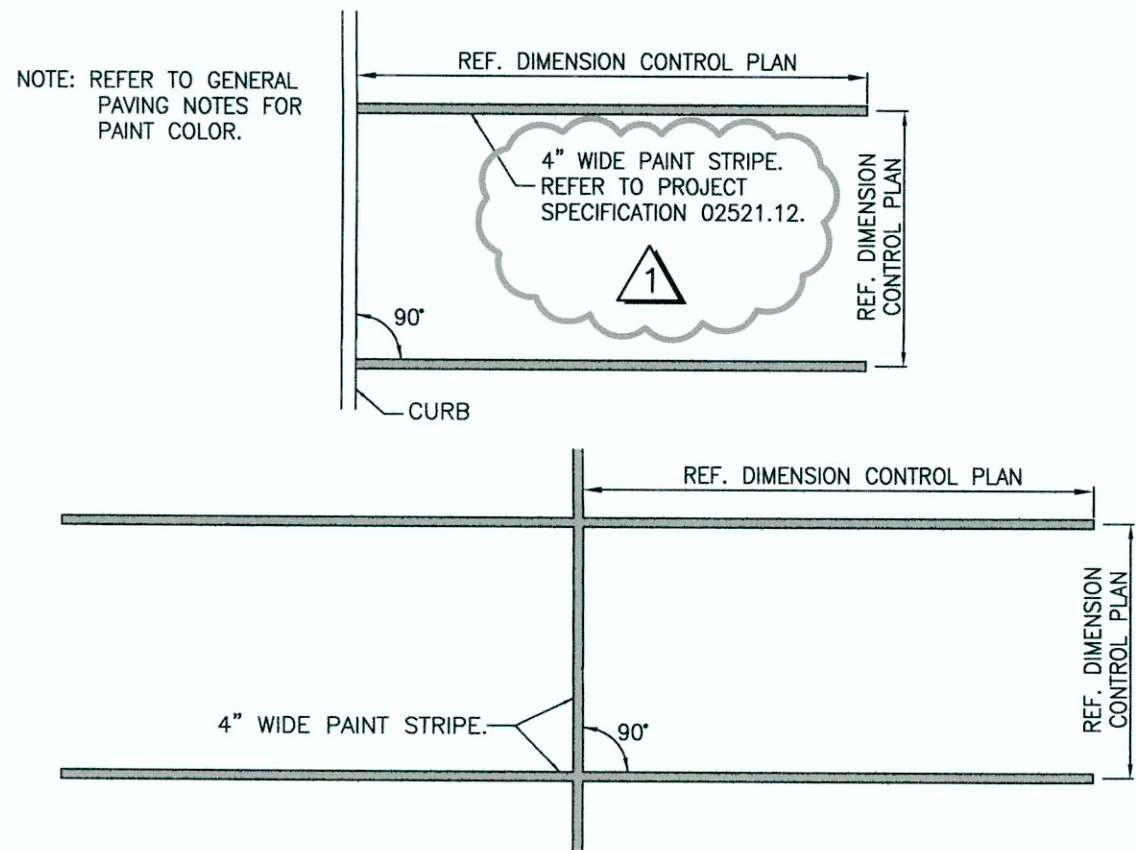 REF. DIMENSION CONTROL PLAN
NOTE: REFER TO GENERAL
PAVING NOTES FOR
PAINT COLOR.
4" WIDE PAINT STRIPE.
REFER TO PROJECT
SPECIFICATION 02521.12.
1
REF. DIMENSION
CONTROL PLAN
90°
CURB
REF. DIMENSION CONTROL PLAN
REF. DIMENSION
CONTROL PLAN
4" WIDE PAINT STRIPE.
90°